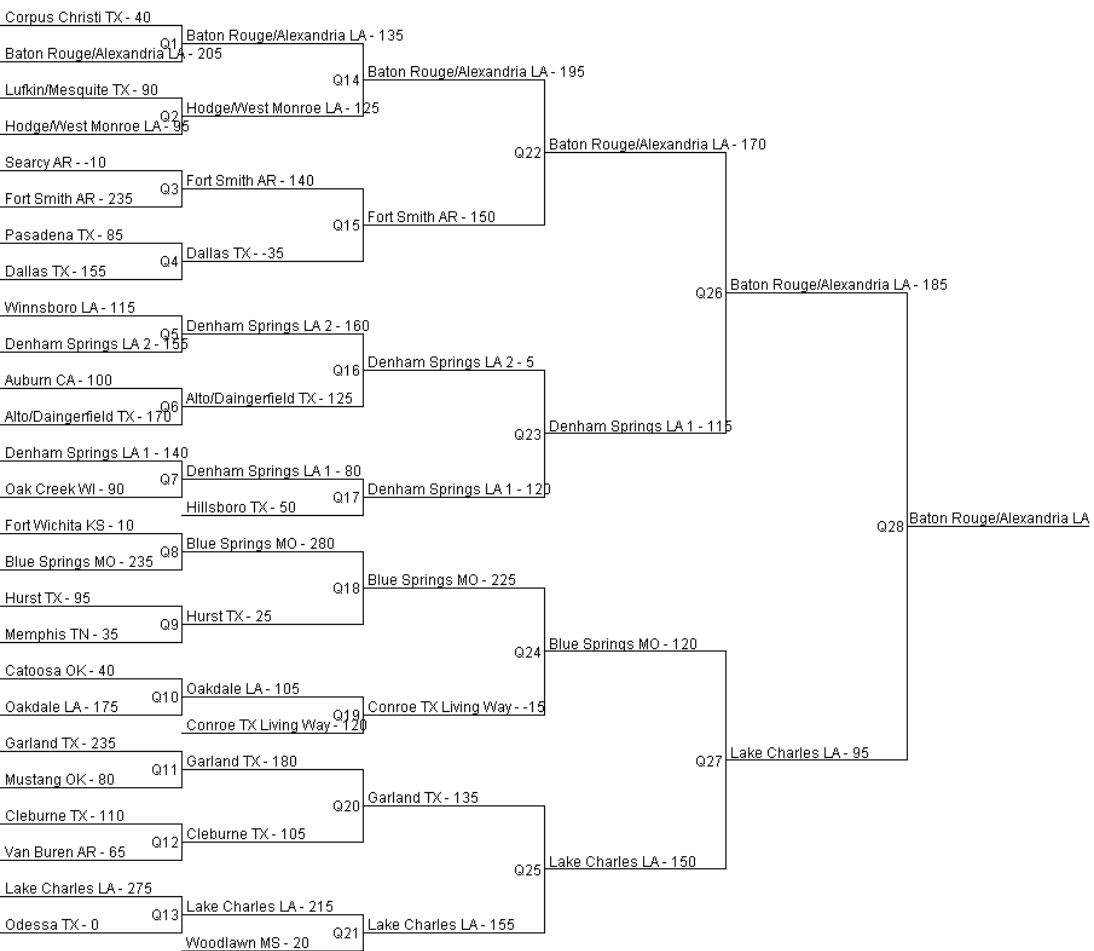 Corpus Christi TX - 40
Q1
Baton Rouge/Alexandria LA - 135
Baton Rouge/Alexandria LA - 205
Q14
Baton Rouge/Alexandria LA - 195
Lufkin/Mesquite TX - 90
Q2
Hodge/West Monroe LA - 125
Hodge/West Monroe LA - 95
Q22
Baton Rouge/Alexandria LA - 170
Searcy AR - -10
Q3
Fort Smith AR - 140
Fort Smith AR - 235
Q15
Fort Smith AR - 150
Pasadena TX - 85
Q4
Dallas TX - -35
Dallas TX - 155
Q26
Baton Rouge/Alexandria LA - 185
Winnsboro LA - 115
Q5
Denham Springs LA 2 - 160
Denham Springs LA 2 - 155
Q16
Denham Springs LA 2 - 5
Auburn CA - 100
Q6
Alto/Daingerfield TX - 125
Alto/Daingerfield TX - 170
Q23
Denham Springs LA 1 - 115
Denham Springs LA 1 - 140
Q7
Denham Springs LA 1 - 80
Oak Creek WI - 90
Q17
Denham Springs LA 1 - 120
Hillsboro TX - 50
Q28
Baton Rouge/Alexandria LA
Fort Wichita KS - 10
Q8
Blue Springs MO - 280
Blue Springs MO - 235
Q18
Blue Springs MO - 225
Hurst TX - 95
Q9
Hurst TX - 25
Memphis TN - 35
Q24
Blue Springs MO - 120
Catoosa OK - 40
Q10
Oakdale LA - 105
Oakdale LA - 175
Q19
Conroe TX Living Way - -15
Conroe TX Living Way - 120
Q27
Lake Charles LA - 95
Garland TX - 235
Q11
Garland TX - 180
Mustang OK - 80
Q20
Garland TX - 135
Cleburne TX - 110
Q12
Cleburne TX - 105
Van Buren AR - 65
Q25
Lake Charles LA - 150
Lake Charles LA - 275
Q13
Lake Charles LA - 215
Odessa TX - 0
Q21
Lake Charles LA - 155
Woodlawn MS - 20